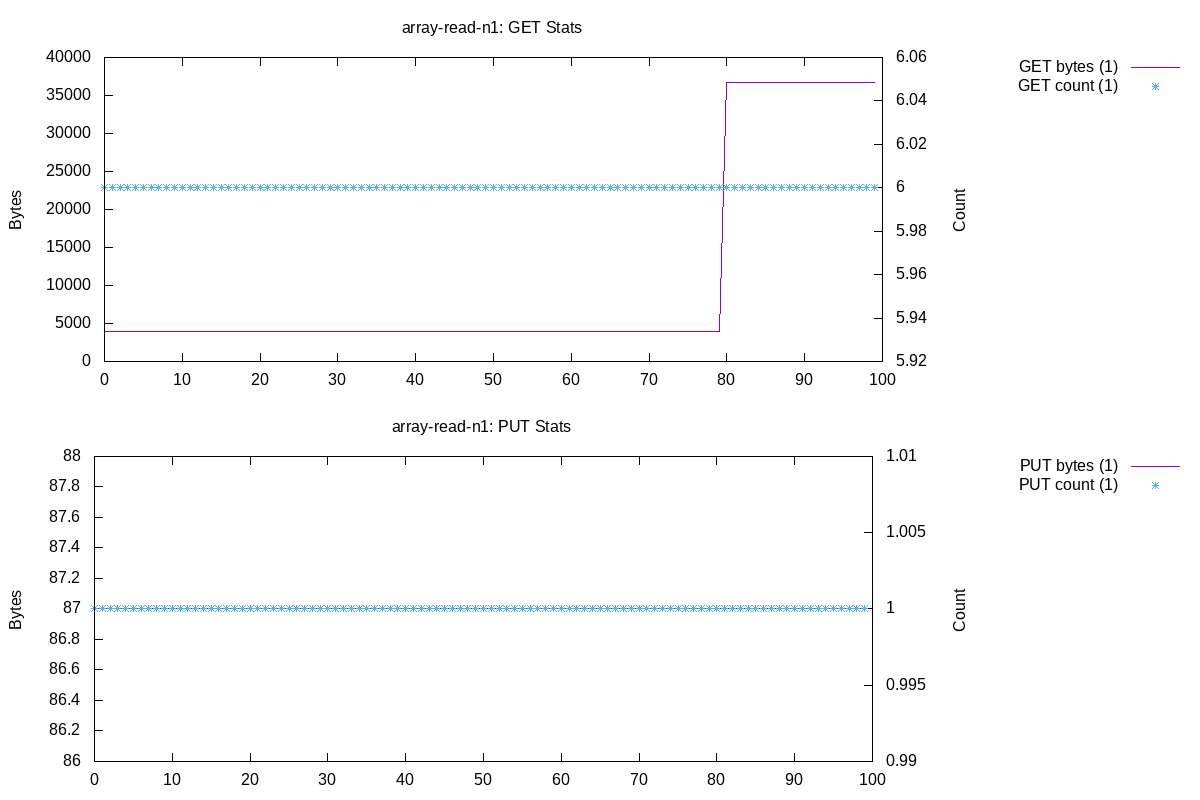 array-read-n1: GET Stats
40000
35000
30000
25000
20000
15000
10000
5000
0
Bytes
6.06
6.04
6.02
6
5.98
5.96
5.94
5.92
Count
0 10 20 30 40 50 60 70 80 90 100
GET bytes (1)
GET count (1)
array-read-n1: PUT Stats
88
87.8
87.6
87.4
87.2
87
86.8
86.6
86.4
86.2
86
Bytes
1.01
1.005
1
0.995
0.99
Count
0 10 20 30 40 50 60 70 80 90 100
PUT bytes (1)
PUT count (1)